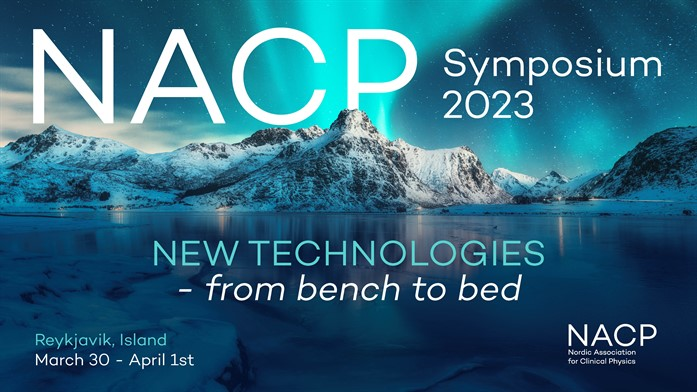 NACP
Symposium
2023
NEW TECHNOLOGIES
- from bench to bed
Reykjavik, Island
March 30 - April 1st
NACP
Nordic Association
for Clinical Physics